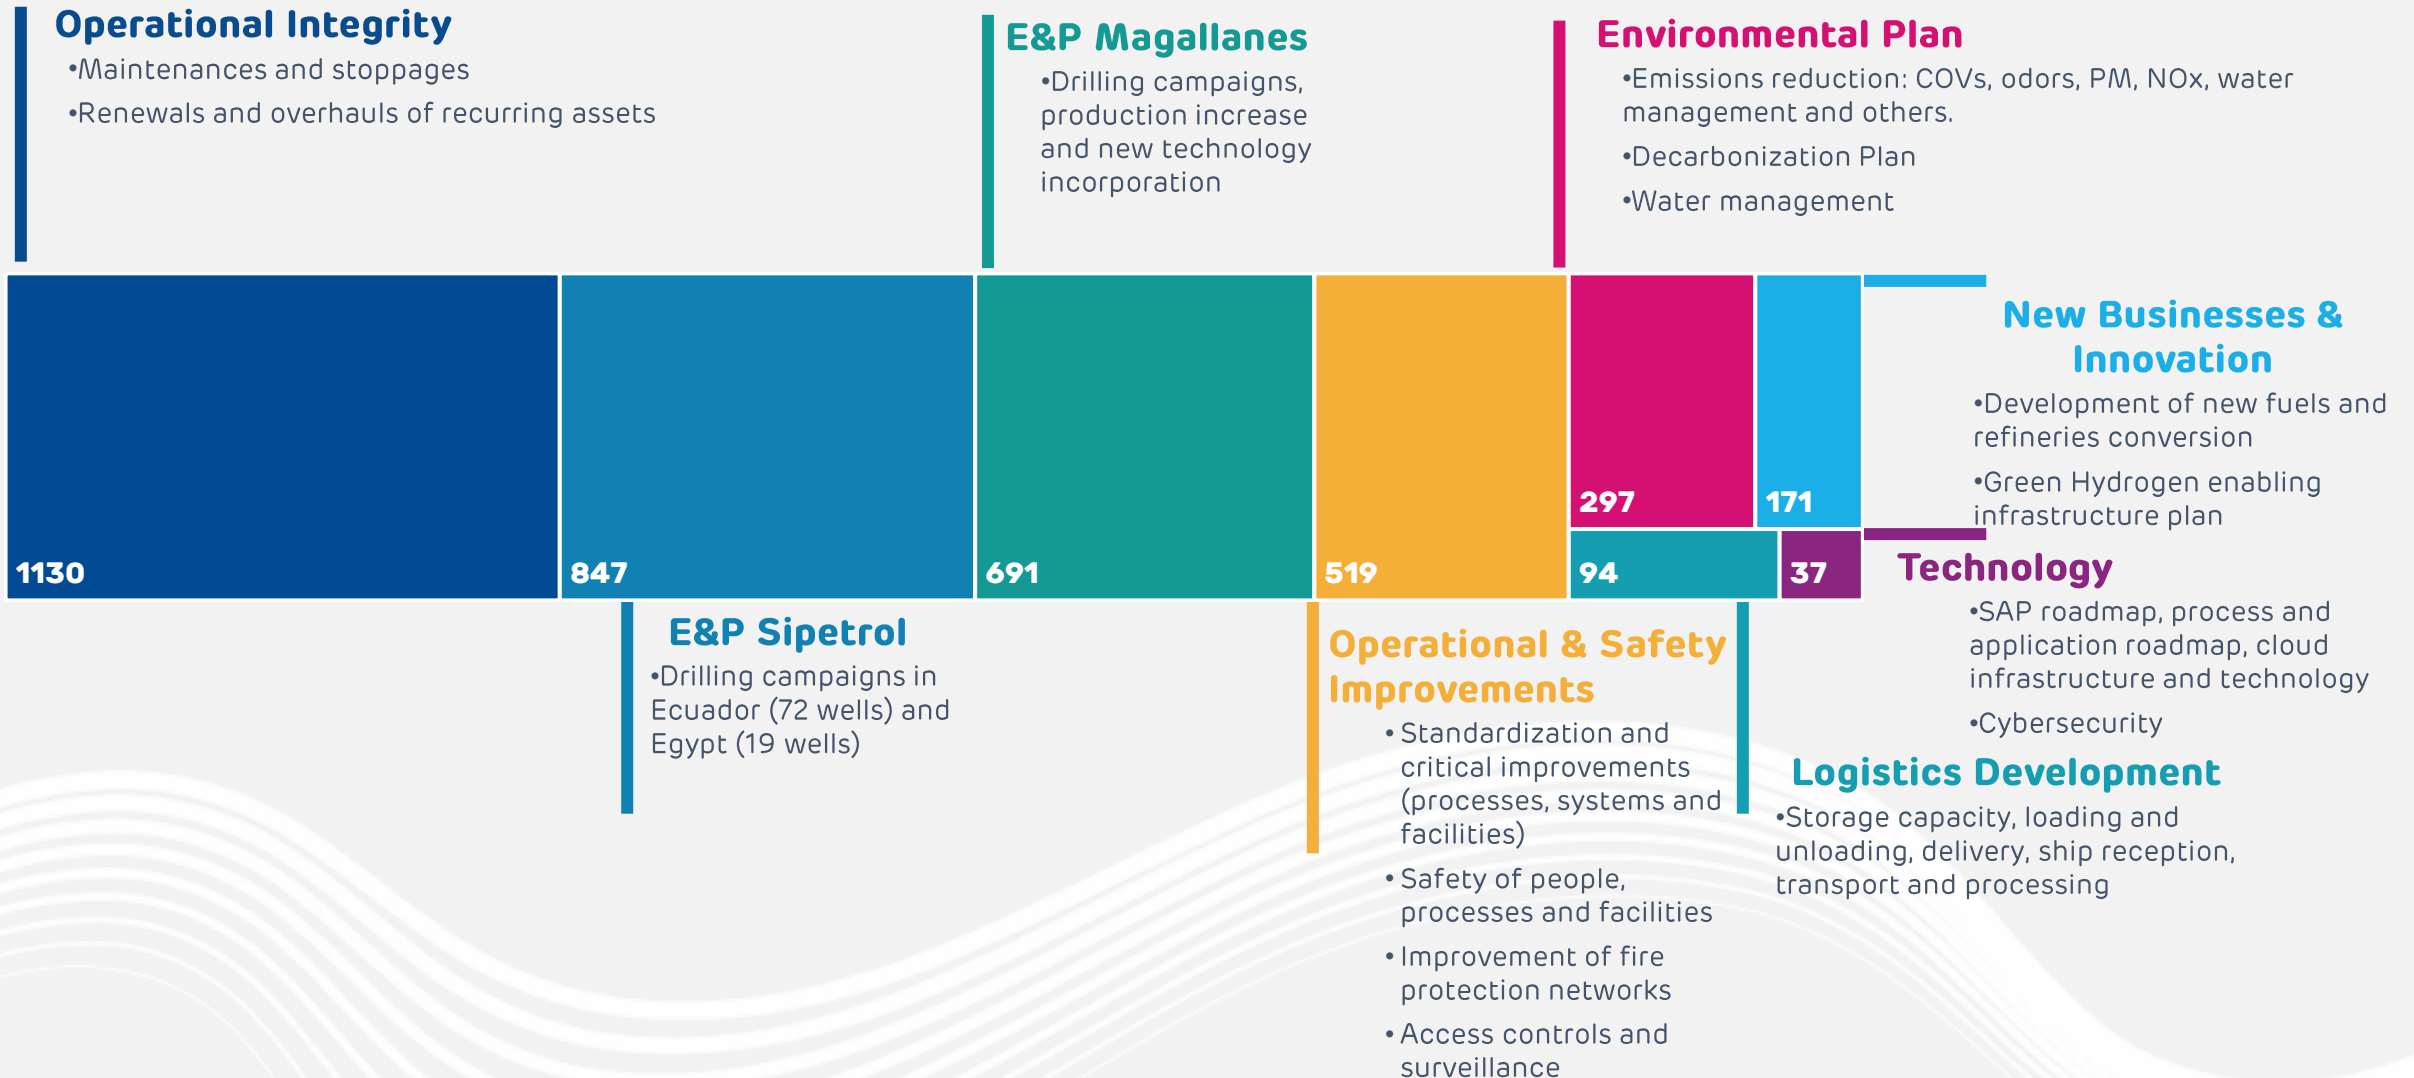 Operational Integrity
•Maintenances and stoppages
•Renewals and overhauls of recurring assets
E&P Magallanes
•Drilling campaigns,
production increase
and new technology
incorporation
Environmental Plan
•Emissions reduction: COVs, odors, PM, NOx, water
management and others.
•Decarbonization Plan
•Water management
1130
847
691
519
297
171
94
37
New Businesses &
Innovation
•Development of new fuels and
refineries conversion
•Green Hydrogen enabling
infrastructure plan
Technology
•SAP roadmap, process and
application roadmap, cloud
infrastructure and technology
•Cybersecurity
E&P Sipetrol
•Drilling campaigns in
Ecuador (72 wells) and
Egypt (19 wells)
Operational & Safety
Improvements
• Standardization and
critical improvements
(processes, systems and
facilities)
• Safety of people,
processes and facilities
• Improvement of fire
protection networks
• Access controls and
surveillance
Logistics Development
•Storage capacity, loading and
unloading, delivery, ship reception,
transport and processing